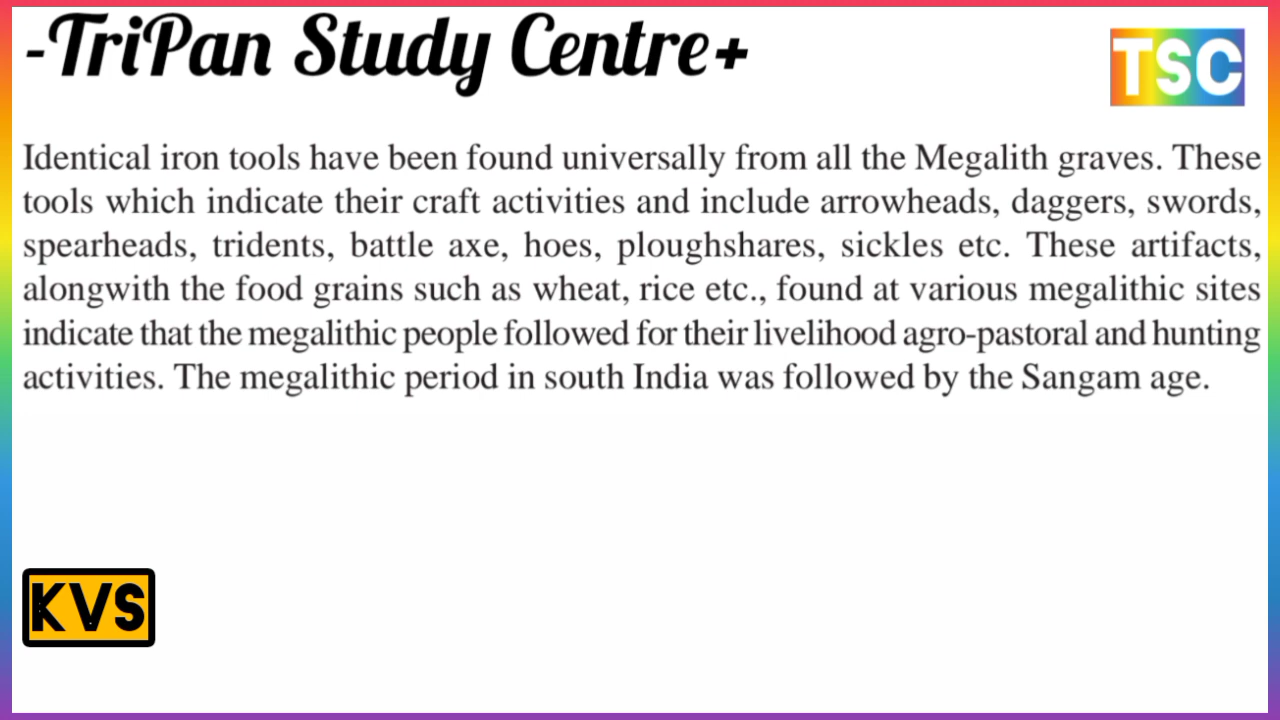 -TriPan Study Centre+
TSC
Identical iron tools have been found universally from all the Megalith graves. These
tools which indicate their craft activities and include arrowheads, daggers, swords,
spearheads, tridents, battle axe, hoes, ploughshares, sickles etc. These artifacts,
alongwith the food grains such as wheat, rice etc., found at various megalithic sites
indicate that the megalithic people followed for their livelihood agro-pastoral and hunting
activities. The megalithic period in south India was followed by the Sangam age.
KVS